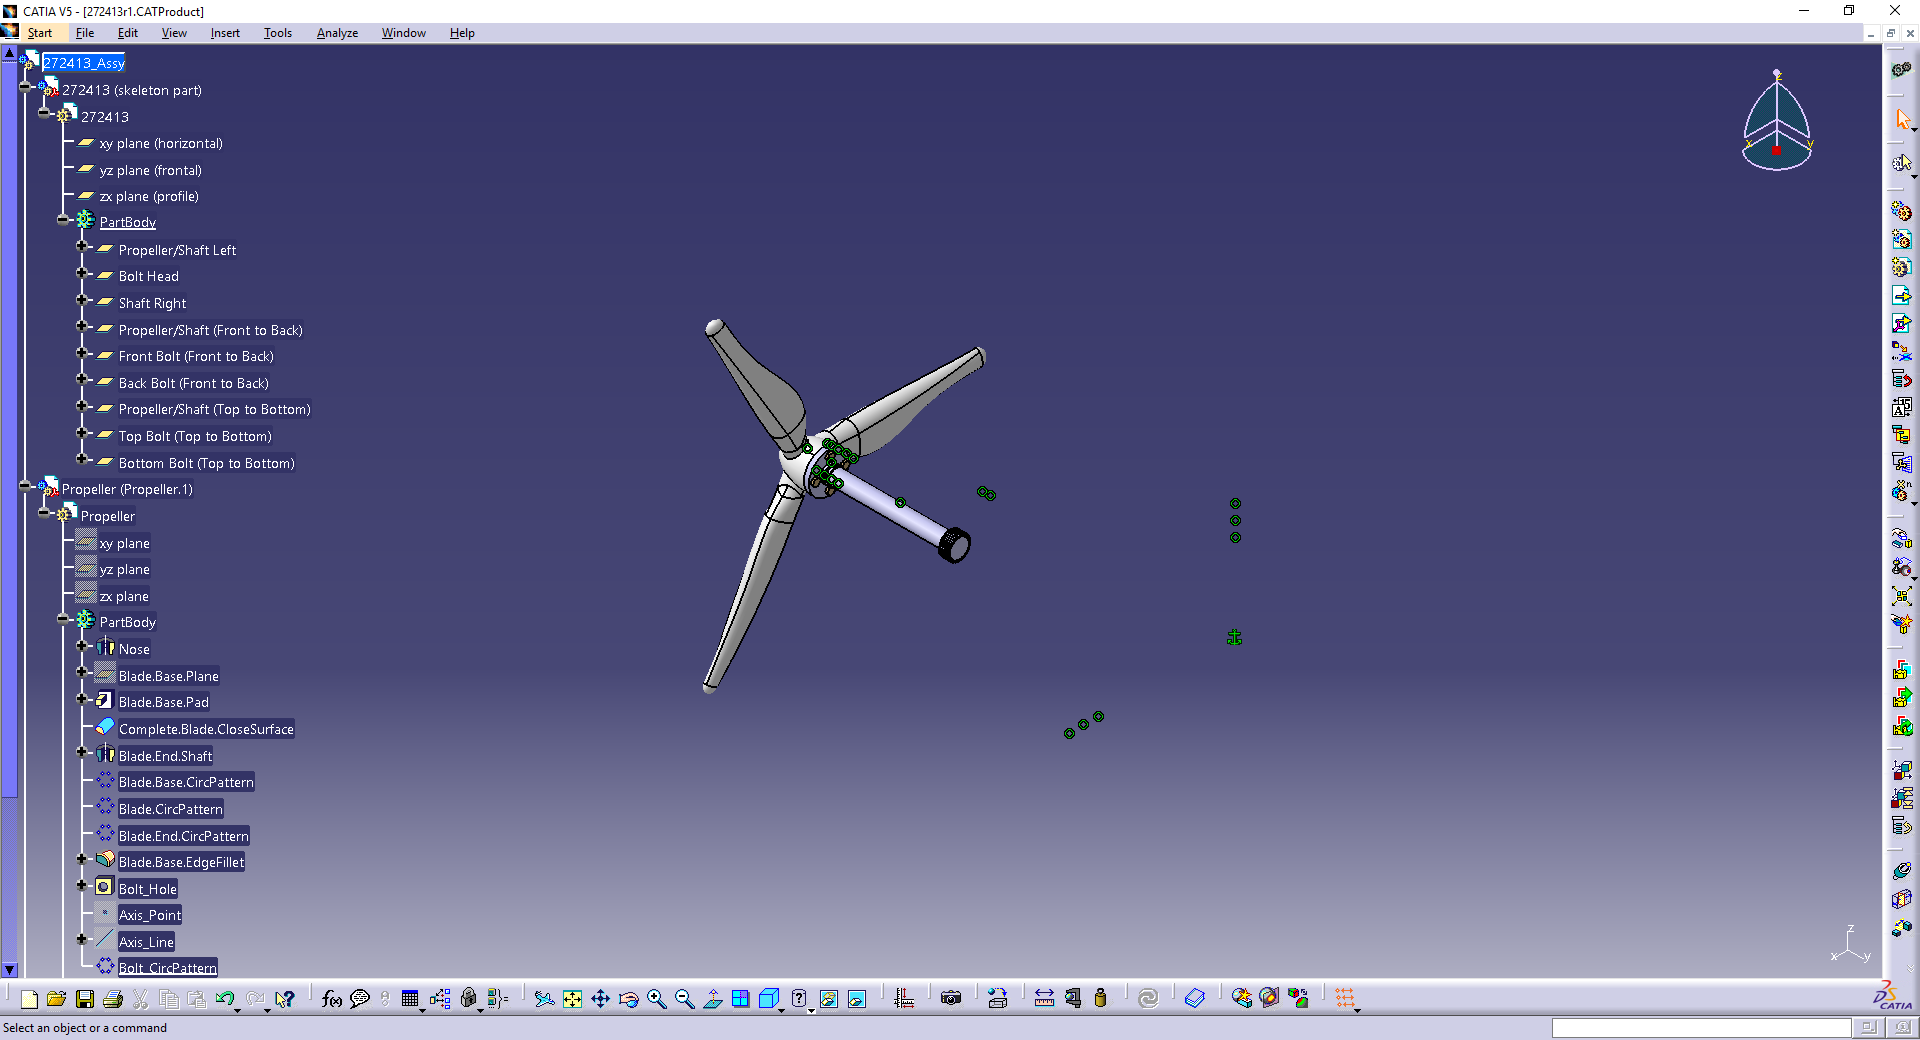 CATIA V5 - [272413r1.CATProduct]
Start File Edit View Insert Tools Analyze Window Help
272413_Assy
272413 (skeleton part)
272413
xy plane (horizontal)
yz plane (frontal)
zx plane (profile)
PartBody
Propeller/Shaft Left
Bolt Head
Shaft Right
Propeller/Shaft (Front to Back)
Front Bolt (Front to Back)
Back Bolt (Front to Back)
Propeller/Shaft (Top to Bottom)
Top Bolt (Top to Bottom)
Bottom Bolt (Top to Bottom)
Propeller (Propeller.1)
Propeller
xy plane
yz plane
zx plane
PartBody
Nose
Blade.Base.Plane
Blade.Base.Pad
Complete.Blade.CloseSurface
Blade.End.Shaft
Blade.Base.CircPattern
Blade.CircPattern
Blade.End.CircPattern
Blade.Base.EdgeFillet
Bolt_Hole
Axis_Point
Axis_Line
Bolt_CircPattern
z
x y
z
x y
f(x)
CATIA
Select an object or a command